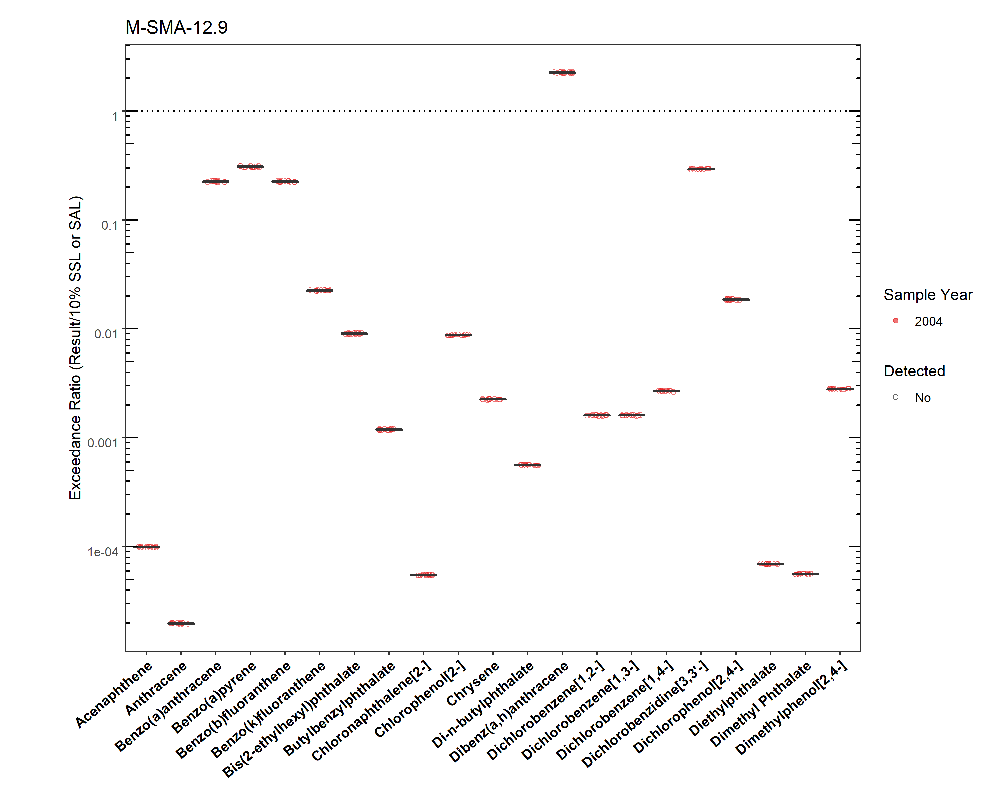 M-SMA-12.9
Exceedance Ratio (Result/10% SSL or SAL)
1
0.1
0.01
0.001
1e-04
Acenaphthene
Anthracene
Benzo(a)anthracene
Benzo(a)pyrene
Benzo(b)fluoranthene
Benzo(k)fluoranthene
Bis(2-ethylhexyl)phthalate
Butylbenzylphthalate
Chloronaphthalene[2-]
Chlorophenol[2-]
Chrysene
Di-n-butylphthalate
Dibenz(a,h)anthracene
Dichlorobenzene[1,2-]
Dichlorobenzene[1,3-]
Dichlorobenzene[1,4-]
Dichlorobenzidine[3,3'-]
Dichlorophenol[2,4-]
Diethylphthalate
Dimethyl Phthalate
Dimethylphenol[2,4-]
Sample Year
2004
Detected
No